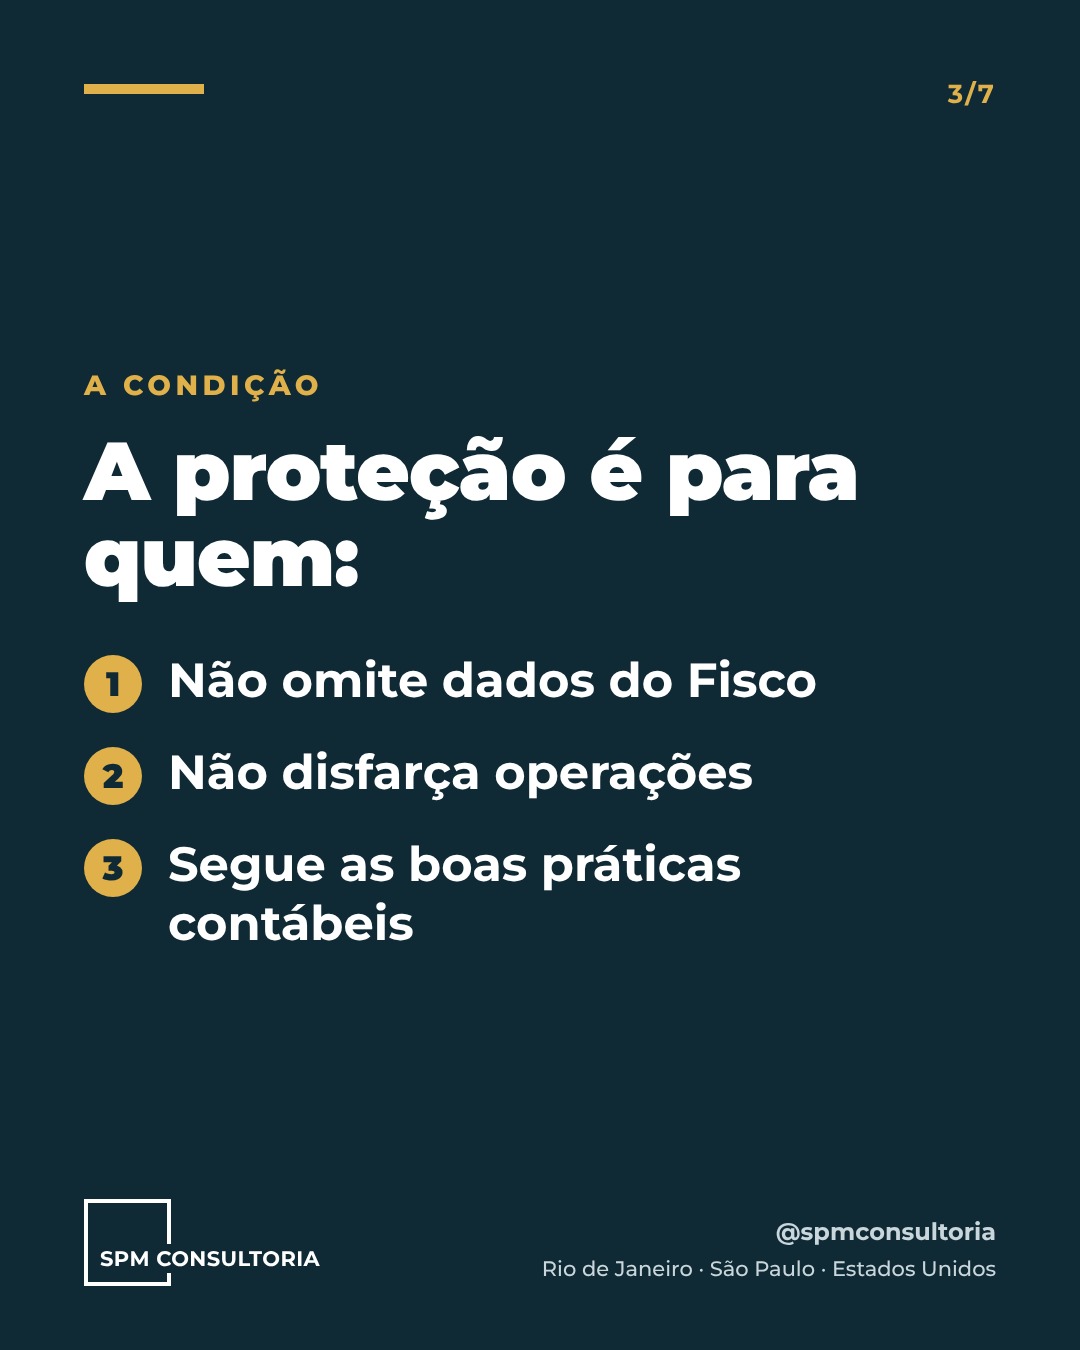 3/7
A CONDIÇÃO
A proteção é para
quem:
1 Não omite dados do Fisco
2 Não disfarça operações
3 Segue as boas práticas
contábeis
SPM CONSULTORIA
@spmconsultoria
Rio de Janeiro · São Paulo · Estados Unidos